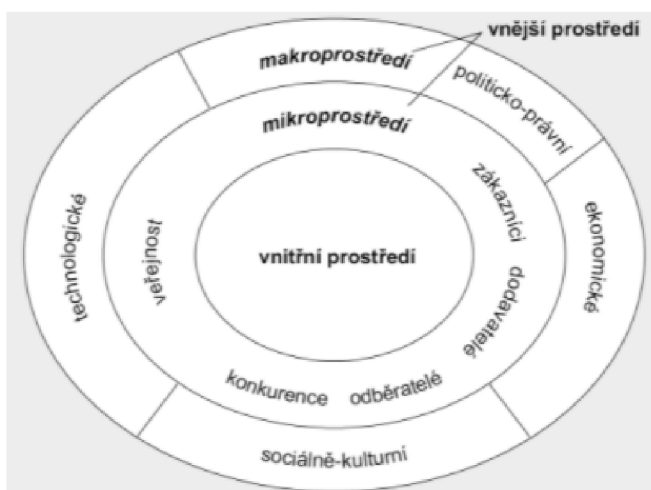 vnější prostředí
makroprostředí
politicko-právní
mikroprostředí
zákazníci
ekonomické
technologické
veřejnost
vnitřní prostředí
dodavatelé
konkurence
odběratelé
sociálně-kulturní